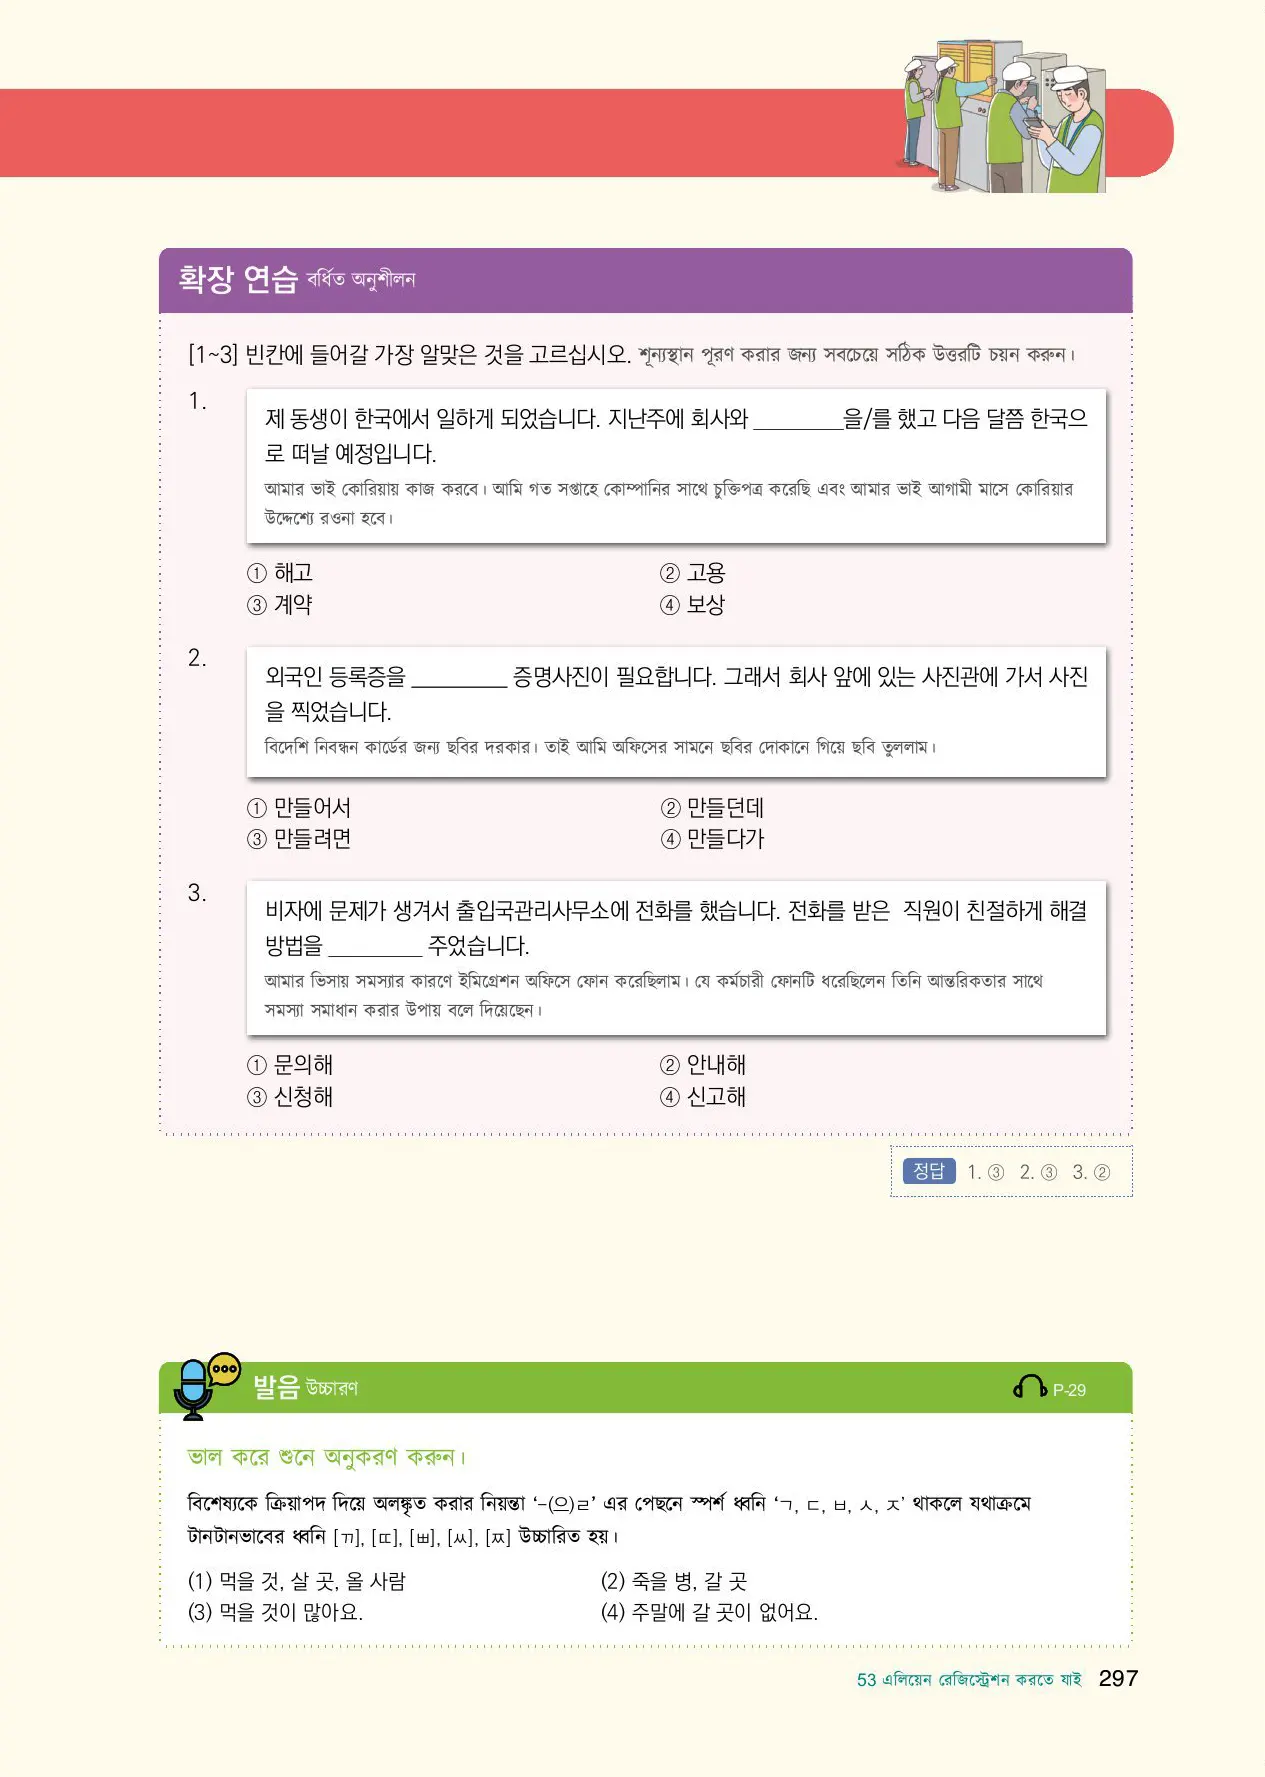 확장 연습 বর্ধিত অনুশীলন
[1~3] 빈칸에 들어갈 가장 알맞은 것을 고르십시오. শূন্যস্থান পূরণ করার জন্য সবচেয়ে সঠিক উত্তরটি চয়ন করুন।
1.
제 동생이 한국에서 일하게 되었습니다. 지난주에 회사와 ________을/를 했고 다음 달쯤 한국으
로 떠날 예정입니다.
আমার ভাই কোরিয়ায় কাজ করবে। আমি গত সপ্তাহে কোম্পানির সাথে চুক্তিপত্র করেছি এবং আমার ভাই আগামী মাসে কোরিয়ার
উদ্দেশ্যে রওনা হবে।
① 해고 ② 고용
③ 계약 ④ 보상
2.
외국인 등록증을 ________ 증명사진이 필요합니다. 그래서 회사 앞에 있는 사진관에 가서 사진
을 찍었습니다.
বিদেশি নিবন্ধন কার্ডের জন্য ছবির দরকার। তাই আমি অফিসের সামনে ছবির দোকানে গিয়ে ছবি তুললাম।
① 만들어서 ② 만들던데
③ 만들려면 ④ 만들다가
3.
비자에 문제가 생겨서 출입국관리사무소에 전화를 했습니다. 전화를 받은 직원이 친절하게 해결
방법을 ________ 주었습니다.
আমার ভিসায় সমস্যার কারণে ইমিগ্রেশন অফিসে ফোন করেছিলাম। যে কর্মচারী ফোনটি ধরেছিলেন তিনি আন্তরিকতার সাথে
সমস্যা সমাধান করার উপায় বলে দিয়েছেন।
① 문의해 ② 안내해
③ 신청해 ④ 신고해
정답 1. ③ 2. ③ 3. ②
발음 উচ্চারণ P-29
ভাল করে শুনে অনুকরণ করুন।
বিশেষ্যকে ক্রিয়াপদ দিয়ে অলঙ্কৃত করার নিয়ন্তা ‘-(으)ㄹ’ এর পেছনে স্পর্শ ধ্বনি ‘ㄱ, ㄷ, ㅂ, ㅅ, ㅈ’ থাকলে যথাক্রমে
টানটানভাবের ধ্বনি [ㄲ], [ㄸ], [ㅃ], [ㅆ], [ㅉ] উচ্চারিত হয়।
(1) 먹을 것, 살 곳, 올 사람 (2) 죽을 병, 갈 곳
(3) 먹을 것이 많아요. (4) 주말에 갈 곳이 없어요.
53 এলিয়েন রেজিস্ট্রেশন করতে যাই 297